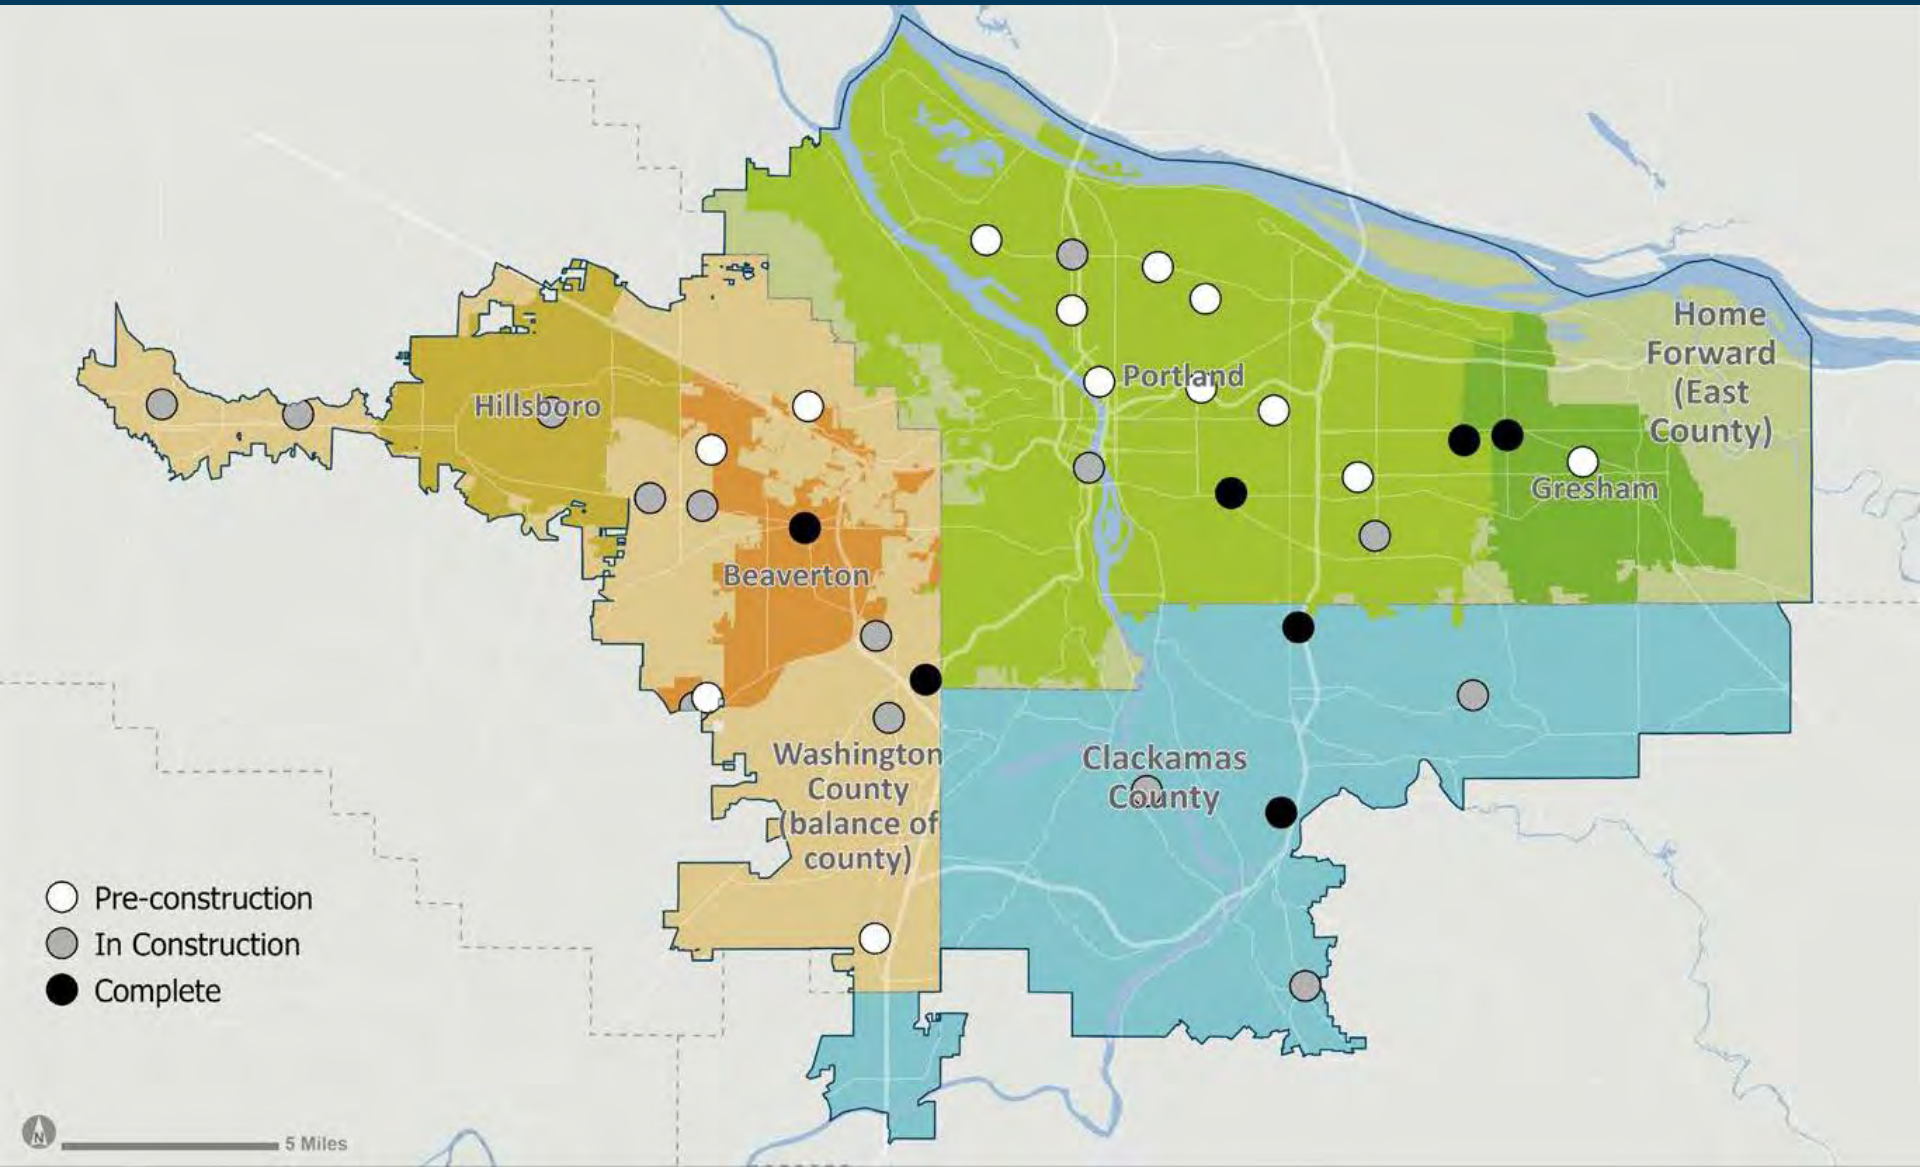 Home
Forward
(East
County)
Portland
Hillsboro
Gresham
Beaverton
Washington
County
(balance of
county)
Clackamas
County
Pre-construction
In Construction
Complete
N
5 Miles